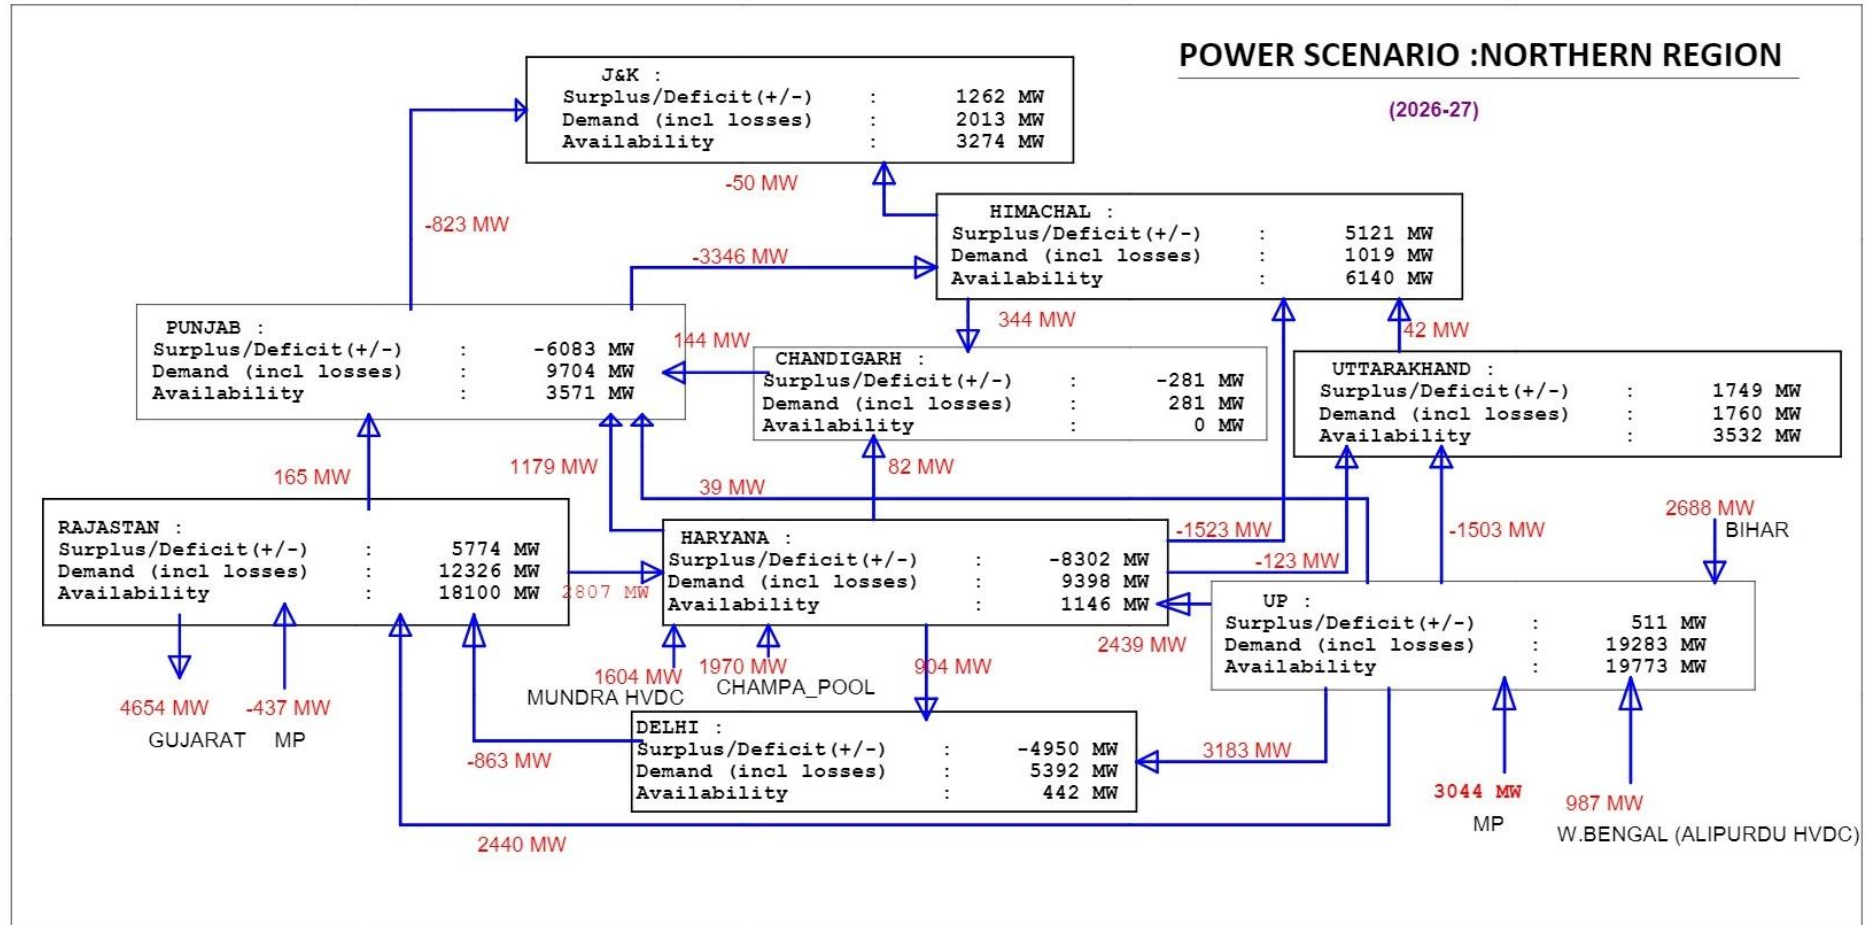 POWER SCENARIO :NORTHERN REGION
(2026-27)
J&K :
Surplus/Deficit(+/-) : 1262 MW
Demand (incl losses) : 2013 MW
Availability : 3274 MW
-50 MW
-823 MW
HIMACHAL :
Surplus/Deficit(+/-) : 5121 MW
Demand (incl losses) : 1019 MW
Availability : 6140 MW
-3346 MW
344 MW
42 MW
PUNJAB :
Surplus/Deficit(+/-) : -6083 MW
Demand (incl losses) : 9704 MW
Availability : 3571 MW
144 MW
CHANDIGARH :
Surplus/Deficit(+/-) : -281 MW
Demand (incl losses) : 281 MW
Availability : 0 MW
UTTARAKHAND :
Surplus/Deficit(+/-) : 1749 MW
Demand (incl losses) : 1760 MW
Availability : 3532 MW
165 MW
1179 MW
82 MW
39 MW
RAJASTAN :
Surplus/Deficit(+/-) : 5774 MW
Demand (incl losses) : 12326 MW
Availability : 18100 MW
2807 MW
HARYANA :
Surplus/Deficit(+/-) : -8302 MW
Demand (incl losses) : 9398 MW
Availability : 1146 MW
-1523 MW
-123 MW
-1503 MW
2688 MW
BIHAR
UP :
Surplus/Deficit(+/-) : 511 MW
Demand (incl losses) : 19283 MW
Availability : 19773 MW
2439 MW
1604 MW
MUNDRA HVDC
1970 MW
CHAMPA_POOL
904 MW
4654 MW
GUJARAT
-437 MW
MP
DELHI :
Surplus/Deficit(+/-) : -4950 MW
Demand (incl losses) : 5392 MW
Availability : 442 MW
-863 MW
3183 MW
3044 MW
MP
987 MW
W.BENGAL (ALIPURDU HVDC)
2440 MW